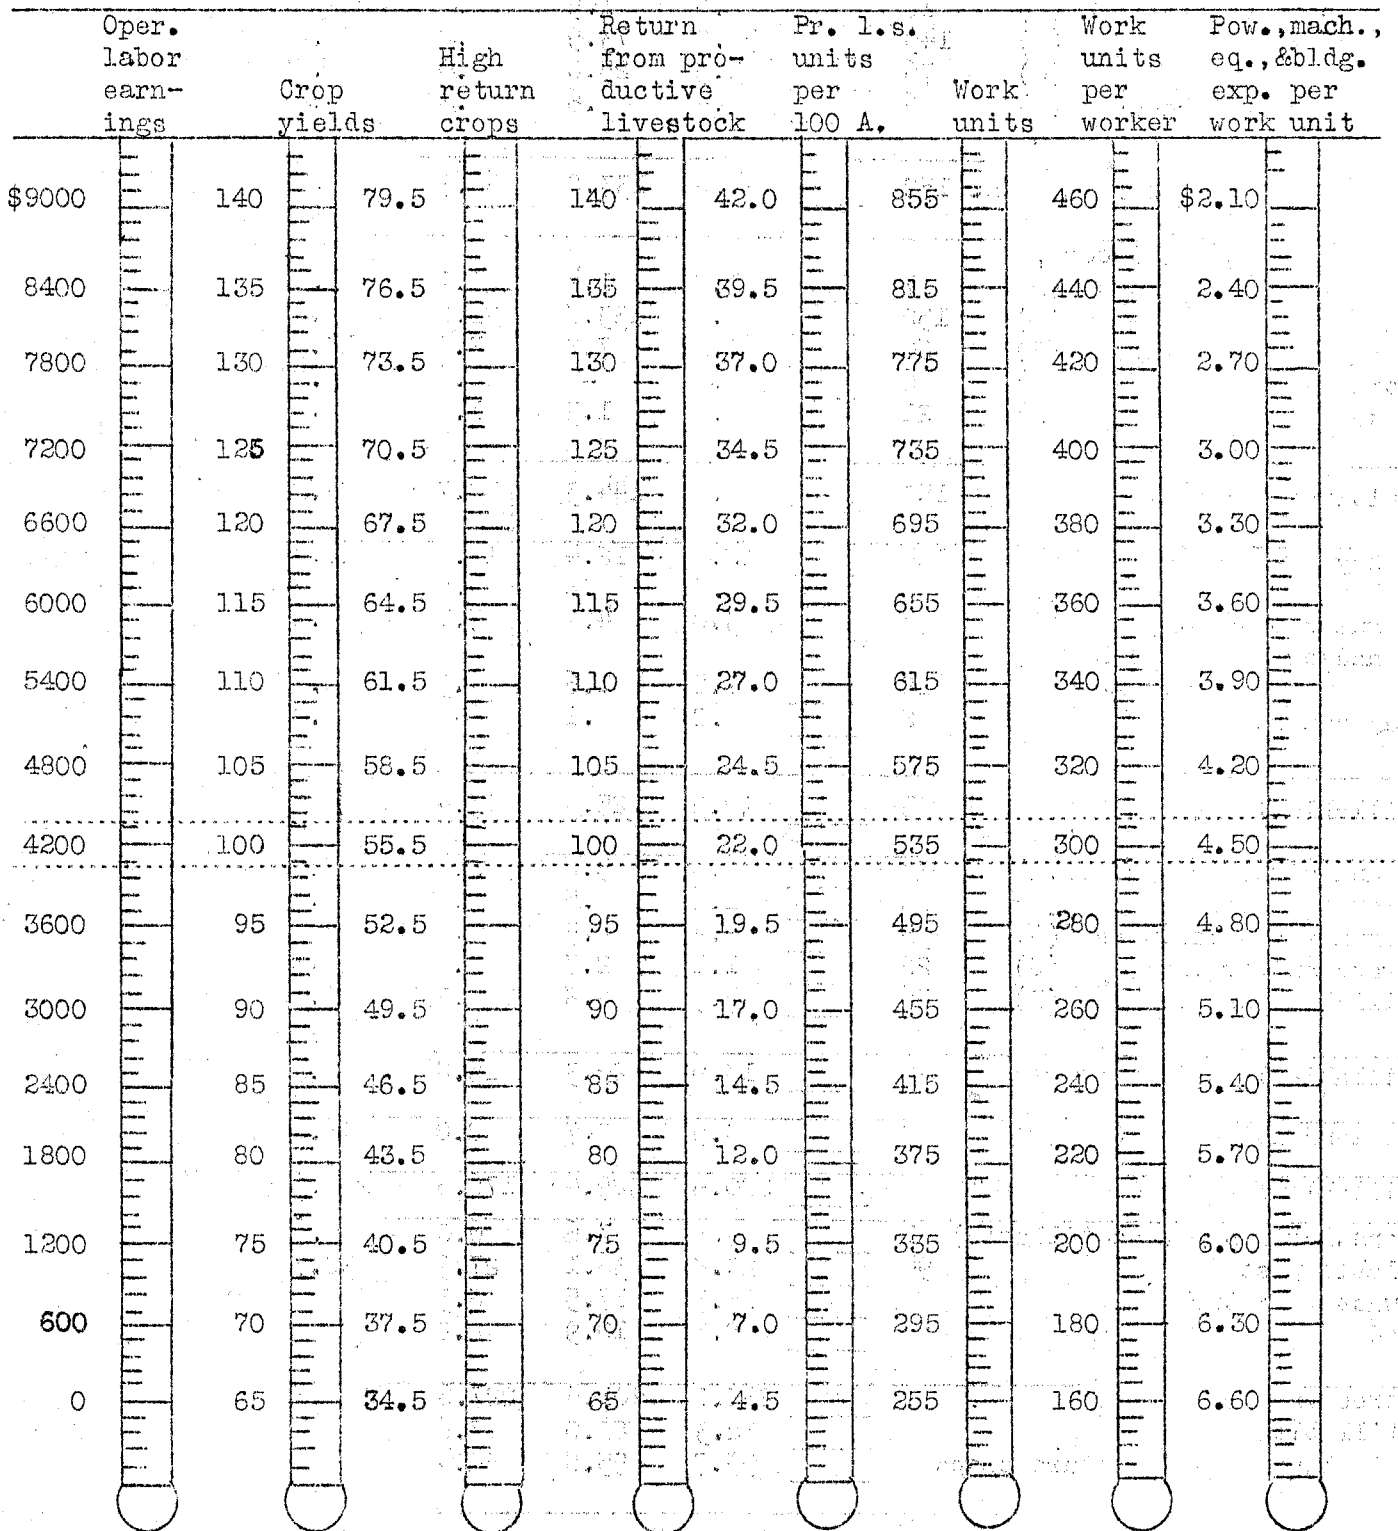 Oper. Return Pr. l.s. Work Pow.,mach.,
labor High from pro- units units eq.,&bldg.
earn- Crop return ductive per Work per exp. per
ings yields crops livestock 100 A. units worker work unit
$9000 140 79.5 140 42.0 855 460 $2.10
8400 135 76.5 135 39.5 815 440 2.40
7800 130 73.5 130 37.0 775 420 2.70
7200 125 70.5 125 34.5 735 400 3.00
6600 120 67.5 120 32.0 695 380 3.30
6000 115 64.5 115 29.5 655 360 3.60
5400 110 61.5 110 27.0 615 340 3.90
4800 105 58.5 105 24.5 575 320 4.20
4200 100 55.5 100 22.0 535 300 4.50
3600 95 52.5 95 19.5 495 280 4.80
3000 90 49.5 90 17.0 455 260 5.10
2400 85 46.5 85 14.5 415 240 5.40
1800 80 43.5 80 12.0 375 220 5.70
1200 75 40.5 75 9.5 335 200 6.00
600 70 37.5 70 7.0 295 180 6.30
0 65 34.5 65 4.5 255 160 6.60